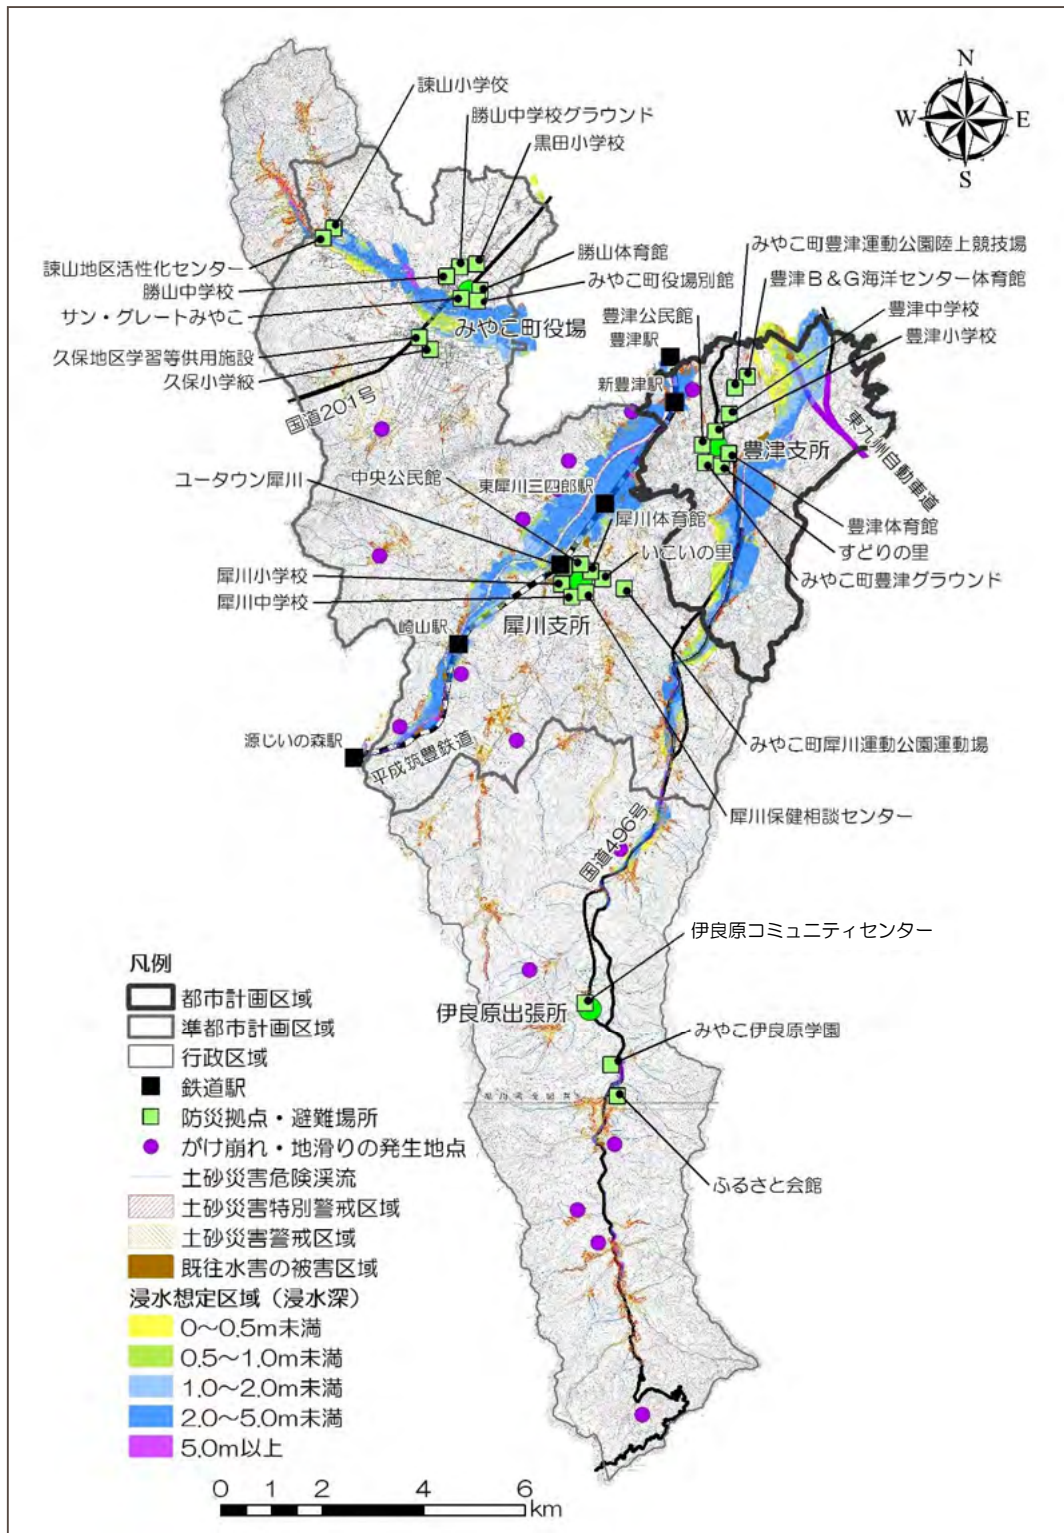 N
W
E
S
諌山小学校
勝山中学校グラウンド
黒田小学校
諌山地区活性化センター
勝山中学校
サン・グレートみやこ
久保地区学習等供用施設
久保小学校
勝山体育館
みやこ町役場別館
みやこ町役場
国道201号
みやこ町豊津運動公園陸上競技場
豊津B&G海洋センター体育館
豊津公民館
豊津中学校
豊津駅
豊津小学校
新豊津駅
豊津支所
東九州自動車道
ユータウン犀川
中央公民館
東犀川三四郎駅
犀川体育館
いこいの里
豊津体育館
すどりの里
みやこ町豊津グラウンド
犀川小学校
犀川中学校
犀川支所
崎山駅
源じいの森駅
平成筑豊鉄道
みやこ町犀川運動公園運動場
犀川保健相談センター
国道496号
伊良原コミュニティセンター
伊良原出張所
みやこ伊良原学園
ふるさと会館
凡例
都市計画区域
準都市計画区域
行政区域
鉄道駅
防災拠点・避難場所
がけ崩れ・地滑りの発生地点
土砂災害危険渓流
土砂災害特別警戒区域
土砂災害警戒区域
既往水害の被害区域
浸水想定区域（浸水深）
0〜0.5m未満
0.5〜1.0m未満
1.0〜2.0m未満
2.0〜5.0m未満
5.0m以上
0 1 2 4 6
km